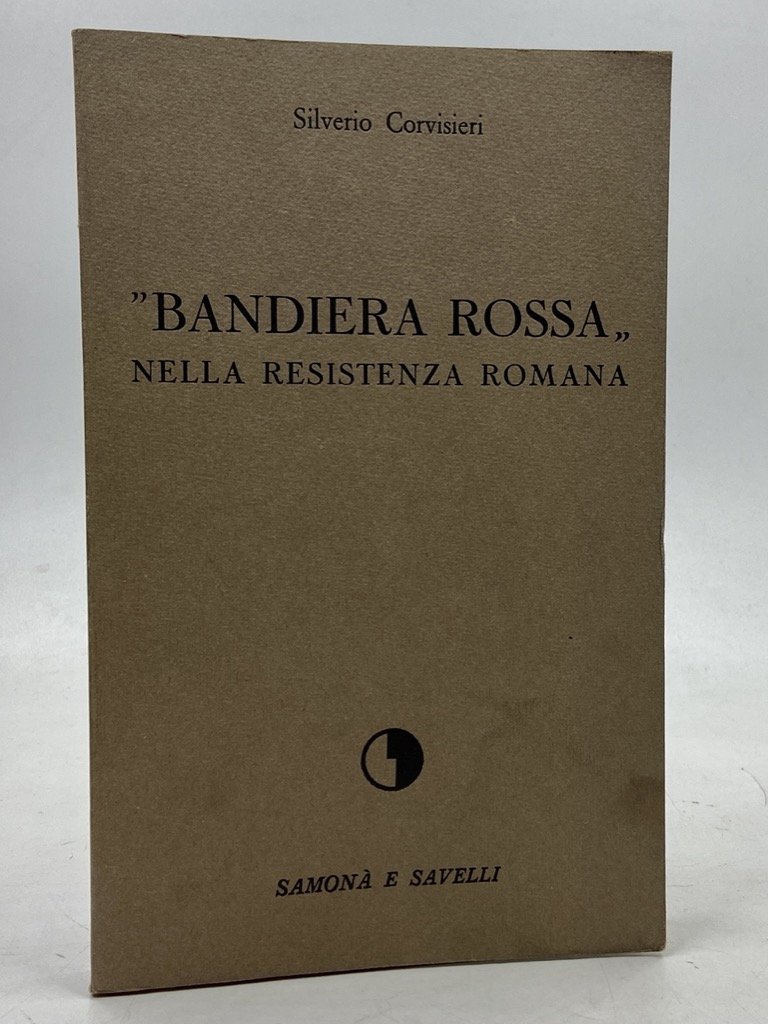 Silverio Corvisieri
”BANDIERA ROSSA„
NELLA RESISTENZA ROMANA
SAMONÀ E SAVELLI